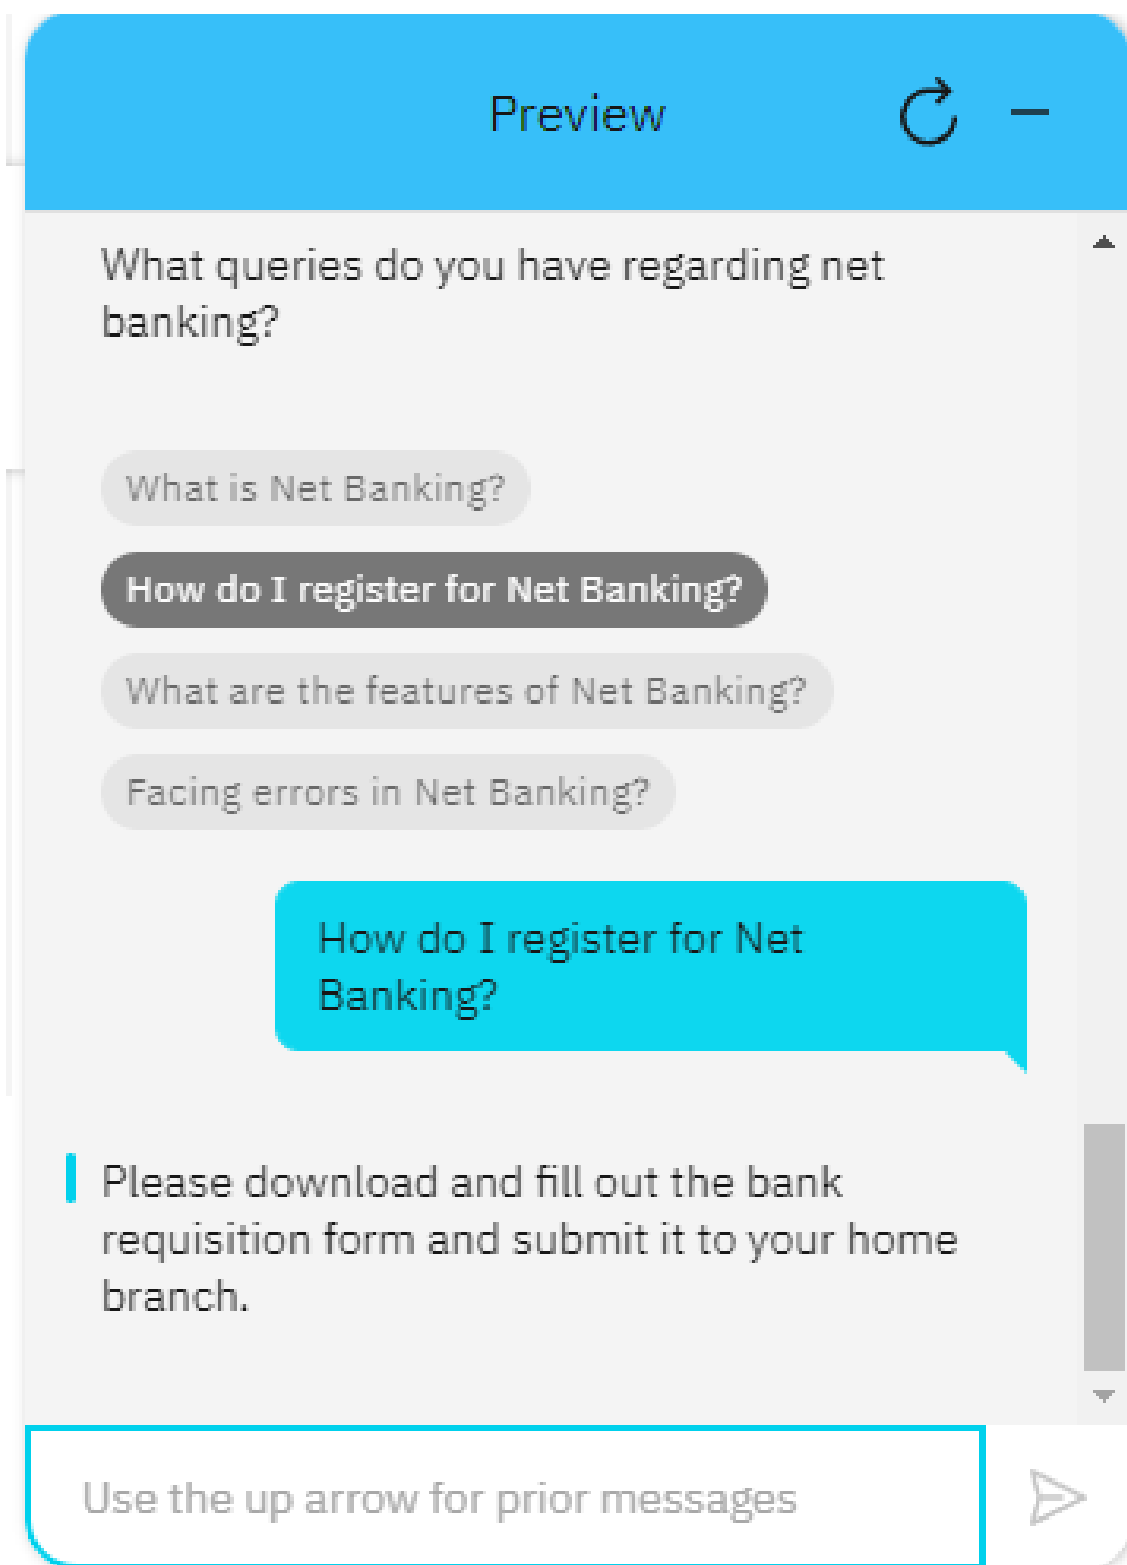 Preview
What queries do you have regarding net
banking?
What is Net Banking?
How do I register for Net Banking?
What are the features of Net Banking?
Facing errors in Net Banking?
How do I register for Net
Banking?
Please download and fill out the bank
requisition form and submit it to your home
branch.
Use the up arrow for prior messages